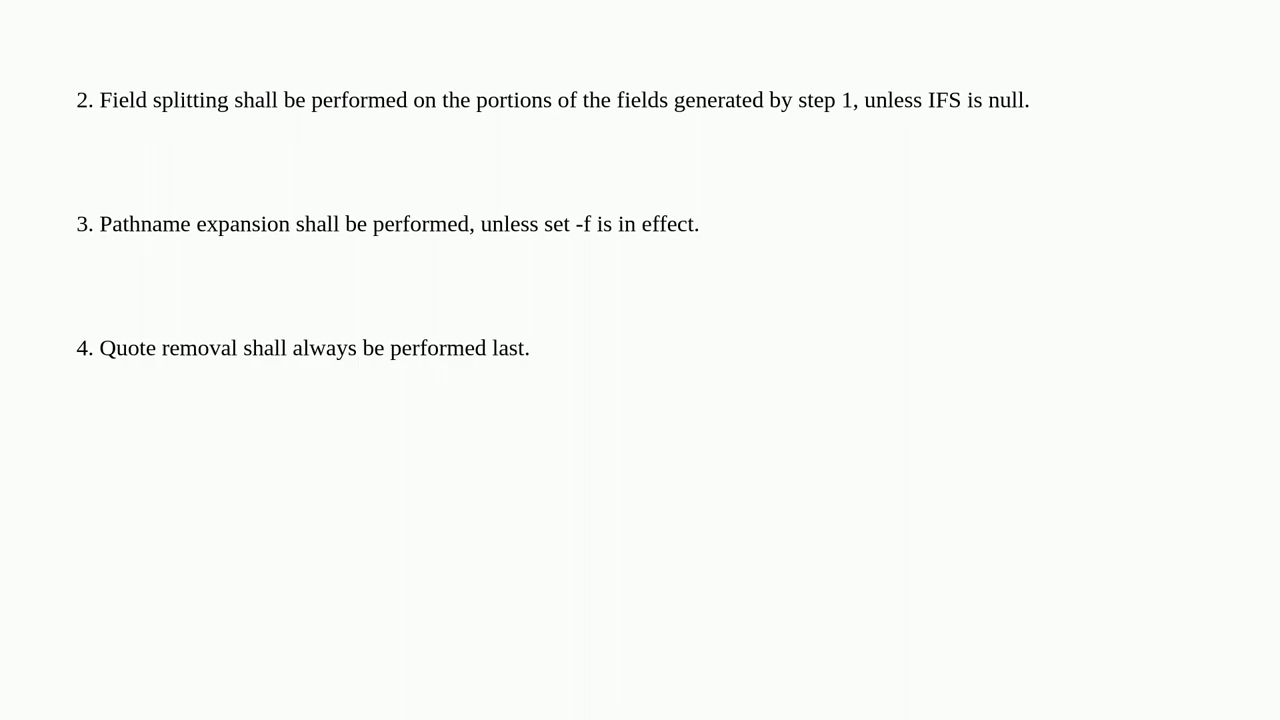 2. Field splitting shall be performed on the portions of the fields generated by step 1, unless IFS is null.
3. Pathname expansion shall be performed, unless set -f is in effect.
4. Quote removal shall always be performed last.